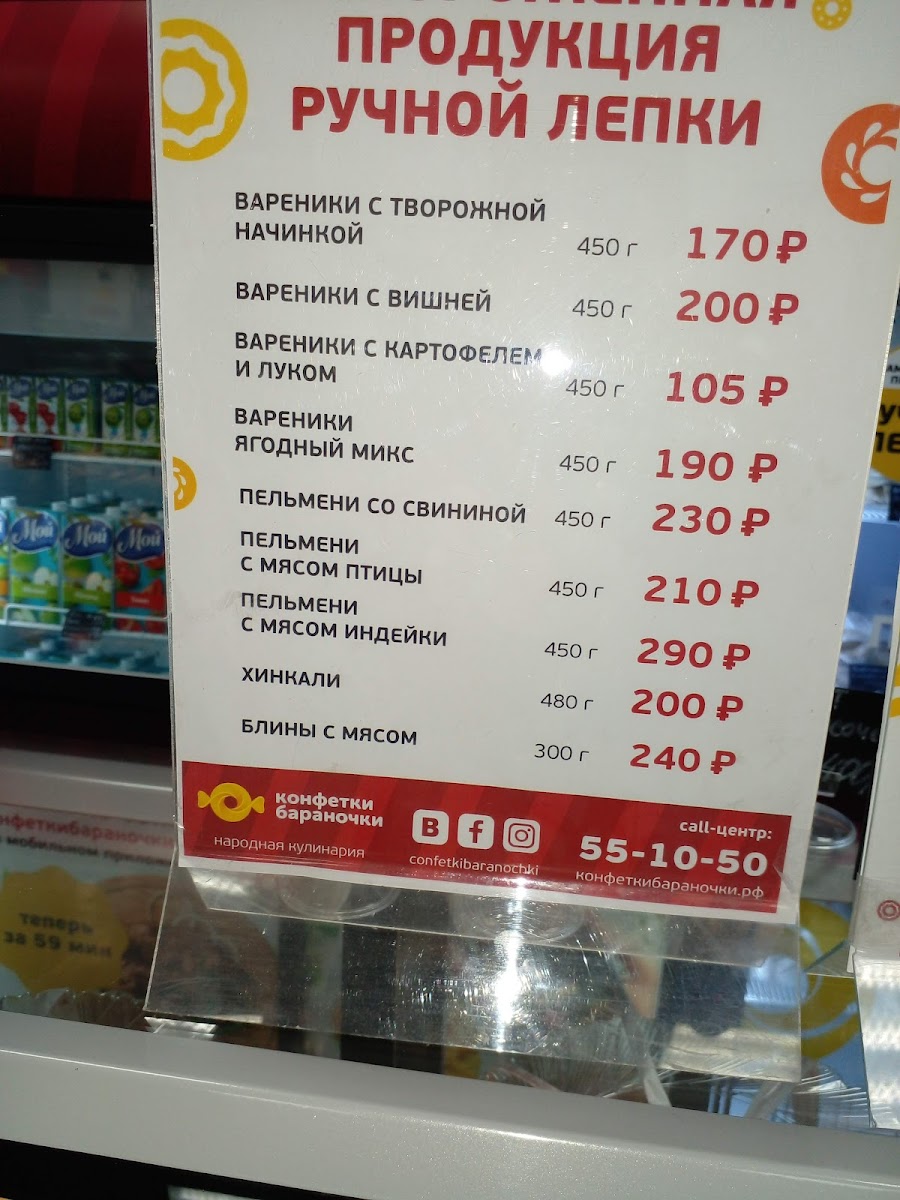 ПРОДУКЦИЯ
РУЧНОЙ ЛЕПКИ
ВАРЕНИКИ С ТВОРОЖНОЙ
НАЧИНКОЙ 450 г 170 ₽
ВАРЕНИКИ С ВИШНЕЙ 450 г 200 ₽
ВАРЕНИКИ С КАРТОФЕЛЕМ
И ЛУКОМ 450 г 105 ₽
ВАРЕНИКИ
ЯГОДНЫЙ МИКС 450 г 190 ₽
ПЕЛЬМЕНИ СО СВИНИНОЙ 450 г 230 ₽
ПЕЛЬМЕНИ
С МЯСОМ ПТИЦЫ 450 г 210 ₽
ПЕЛЬМЕНИ
С МЯСОМ ИНДЕЙКИ 450 г 290 ₽
ХИНКАЛИ 480 г 200 ₽
БЛИНЫ С МЯСОМ 300 г 240 ₽
конфетки
бараночки
народная кулинария
confetkibaranochki
call-центр:
55-10-50
конфеткибараночки.рф
Мой Мой Мой
теперь
за 59 мин